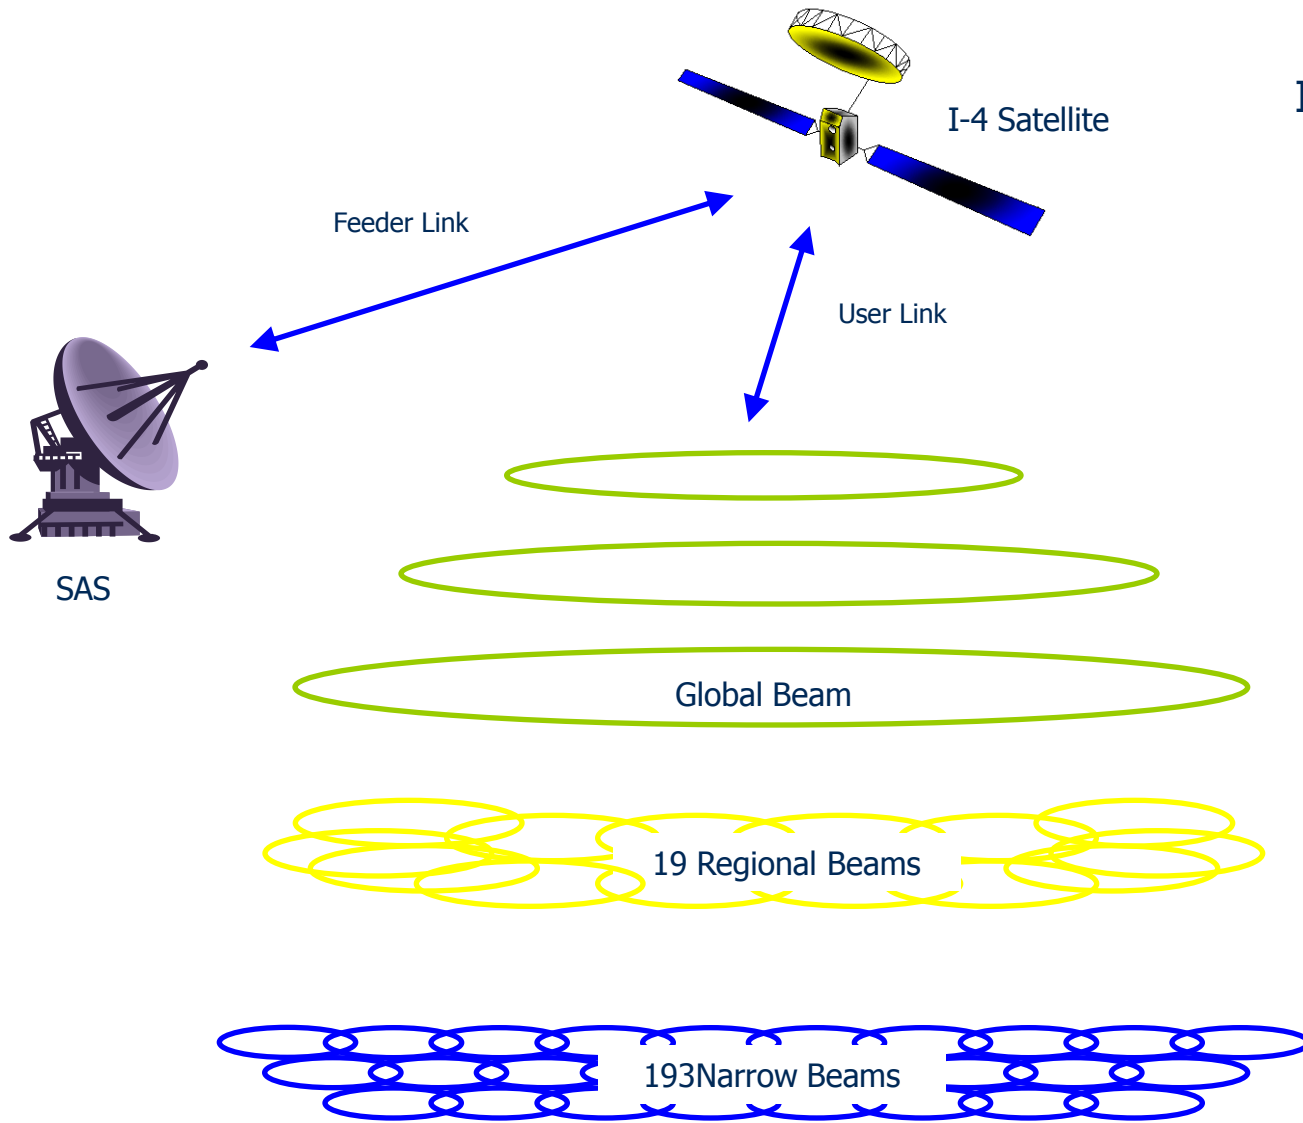 I-4 Satellite
Feeder Link
User Link
SAS
Global Beam
19 Regional Beams
193Narrow Beams